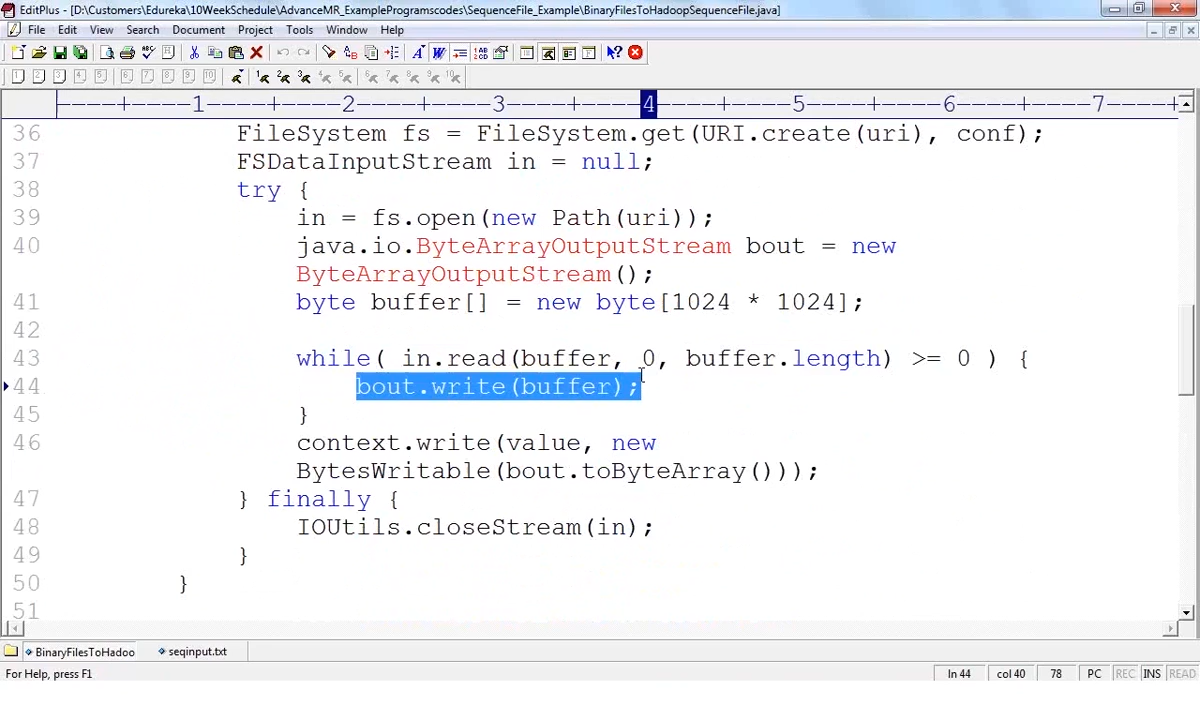 EditPlus - [D:\Customers\Edureka\10WeekSchedule\AdvanceMR_ExampleProgramscodes\SequenceFile_Example\BinaryFilesToHadoopSequenceFile.java]
File Edit View Search Document Project Tools Window Help
----+----1----+----2----+----3----+----4----+----5----+----6----+----7----+
36 FileSystem fs = FileSystem.get(URI.create(uri), conf);
37 FSDataInputStream in = null;
38 try {
39 in = fs.open(new Path(uri));
40 java.io.ByteArrayOutputStream bout = new
ByteArrayOutputStream();
41 byte buffer[] = new byte[1024 * 1024];
42
43 while( in.read(buffer, 0, buffer.length) >= 0 ) {
44 bout.write(buffer);
45 }
46 context.write(value, new
BytesWritable(bout.toByteArray()));
47 } finally {
48 IOUtils.closeStream(in);
49 }
50 }
51
BinaryFilesToHadoo seqinput.txt
For Help, press F1 ln 44 col 40 78 PC REC INS READ